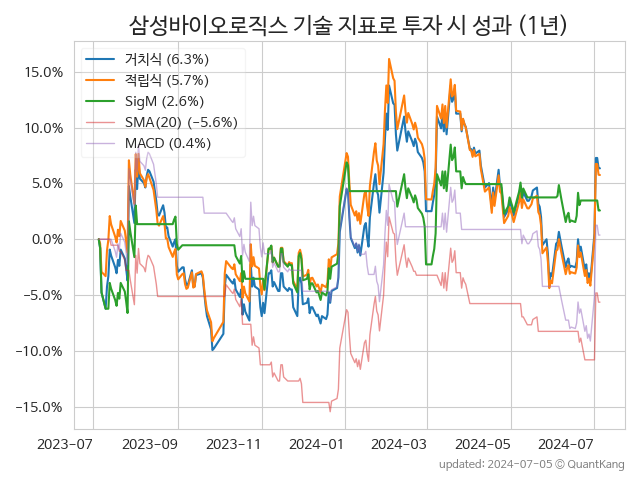 삼성바이오로직스 기술 지표로 투자 시 성과 (1년)
거치식 (6.3%)
적립식 (5.7%)
SigM (2.6%)
SMA(20) (−5.6%)
MACD (0.4%)
15.0%
10.0%
5.0%
0.0%
−5.0%
−10.0%
−15.0%
2023-07 2023-09 2023-11 2024-01 2024-03 2024-05 2024-07
updated: 2024-07-05 © QuantKang